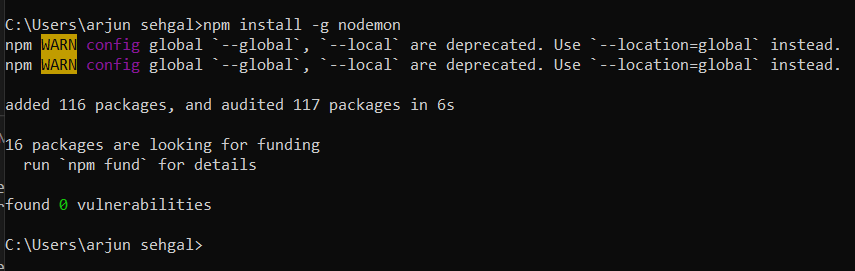 C:\Users\arjun sehgal>npm install -g nodemon
npm WARN config global `--global`, `--local` are deprecated. Use `--location=global` instead.
npm WARN config global `--global`, `--local` are deprecated. Use `--location=global` instead.
added 116 packages, and audited 117 packages in 6s
16 packages are looking for funding
run `npm fund` for details
found 0 vulnerabilities
C:\Users\arjun sehgal>